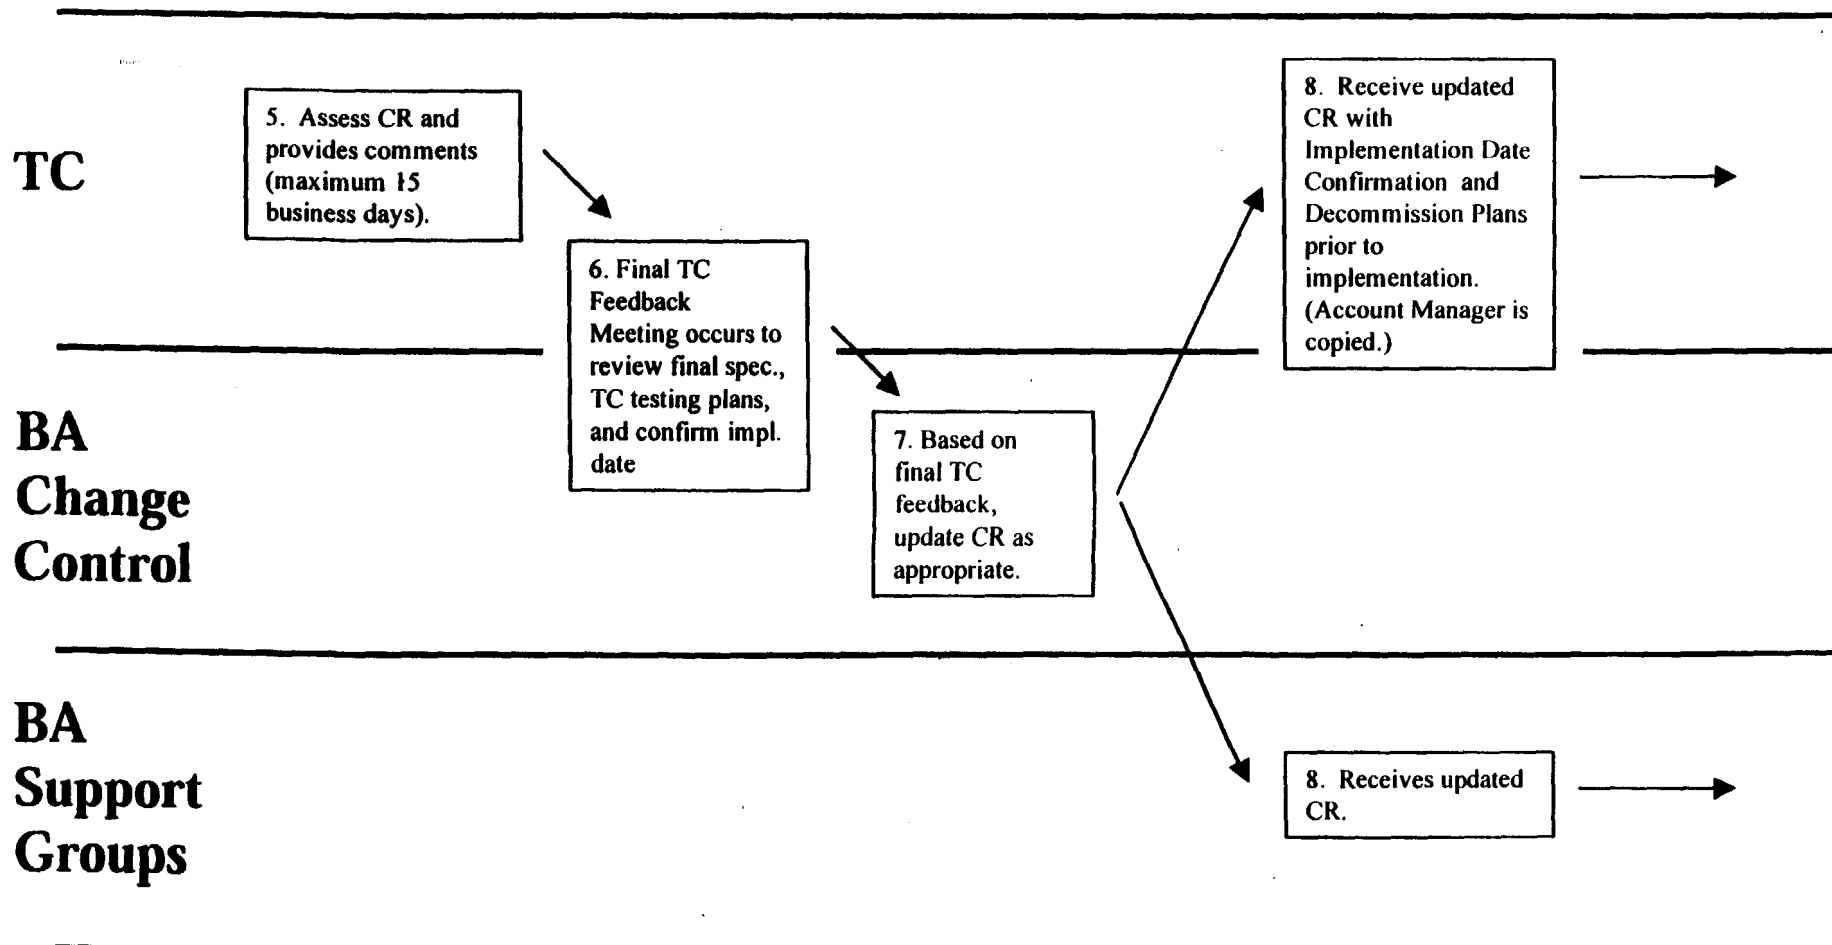 TC
5. Assess CR and
provides comments
(maximum 15
business days).
6. Final TC
Feedback
Meeting occurs to
review final spec.,
TC testing plans,
and confirm impl.
date
8. Receive updated
CR with
Implementation Date
Confirmation and
Decommission Plans
prior to
implementation.
(Account Manager is
copied.)
BA
Change
Control
7. Based on
final TC
feedback,
update CR as
appropriate.
BA
Support
Groups
8. Receives updated
CR.